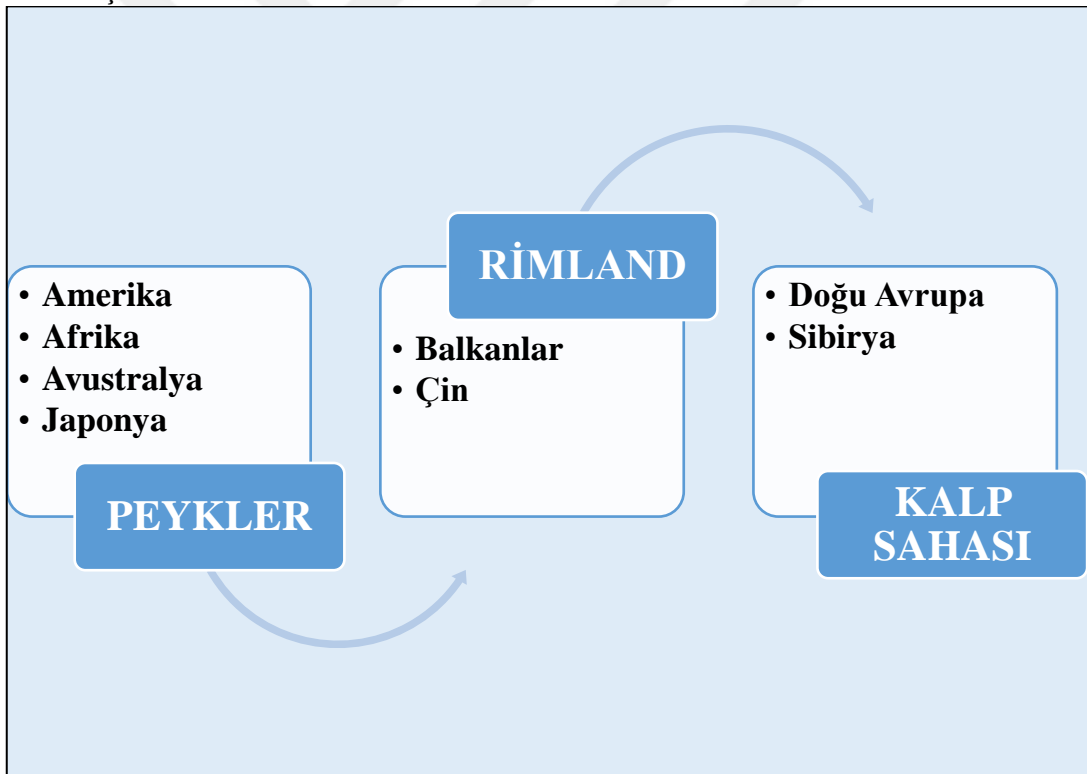 • Amerika
• Afrika
• Avustralya
• Japonya
PEYKLER
RİMLAND
• Balkanlar
• Çin
• Doğu Avrupa
• Sibirya
KALP
SAHASI